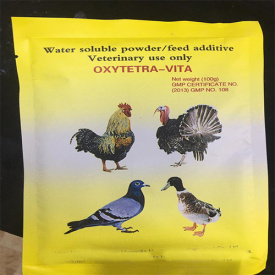 Water soluble powder/feed additive
Veterinary use only
OXYTETRA-VITA
Net weight (100g)
GMP CERTIFICATE NO.
(2013) GMP NO. 108